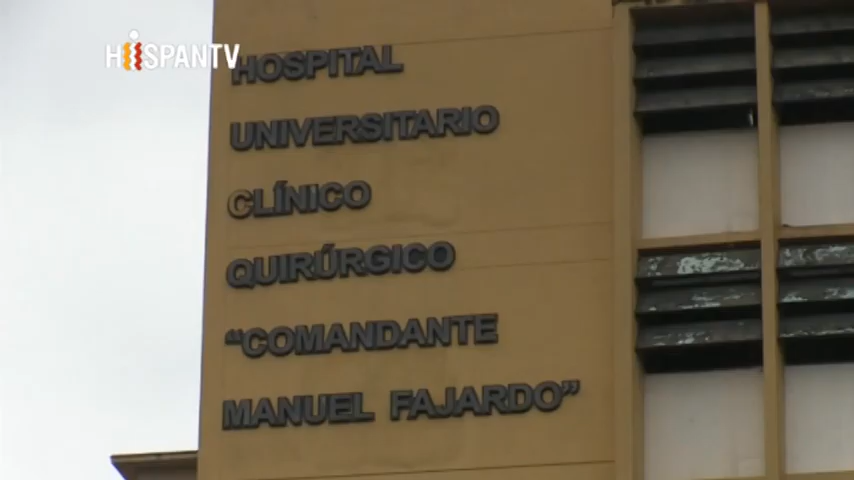 HISPANTV
HOSPITAL
UNIVERSITARIO
CLÍNICO
QUIRÚRGICO
“COMANDANTE
MANUEL FAJARDO”